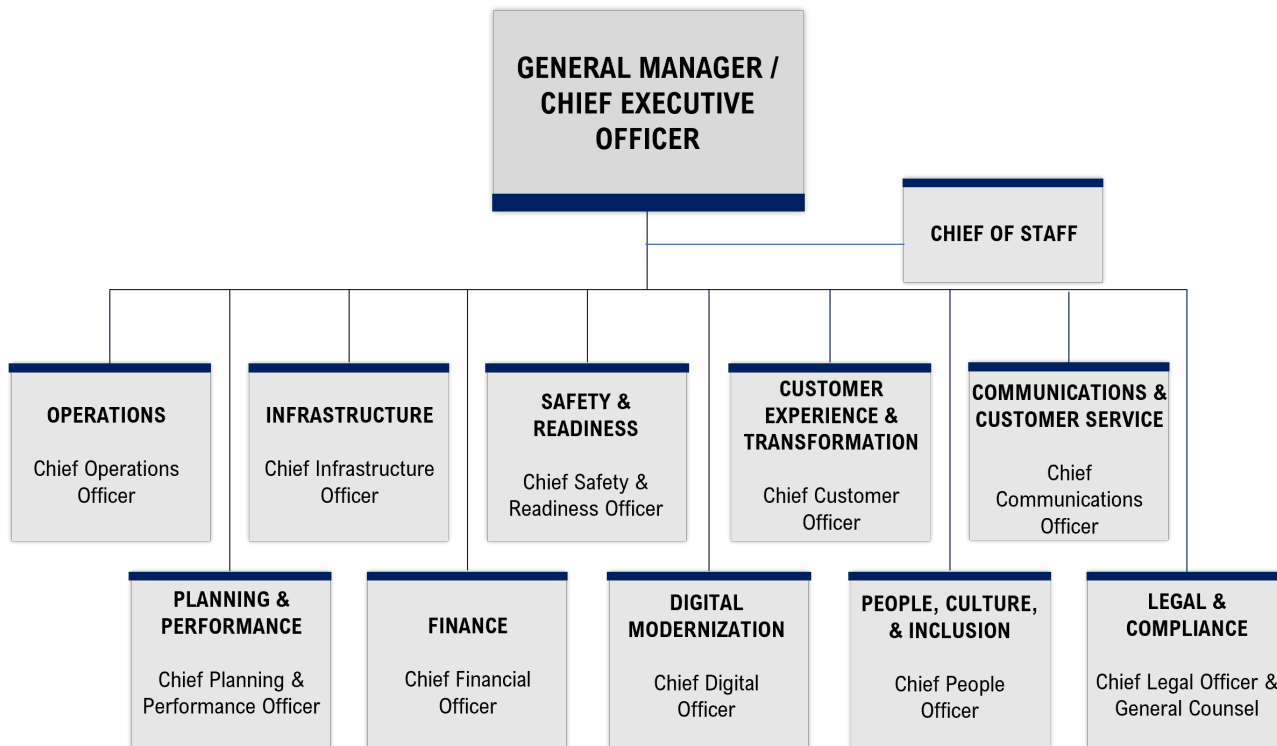 GENERAL MANAGER /
CHIEF EXECUTIVE
OFFICER
CHIEF OF STAFF
OPERATIONS
Chief Operations
Officer
INFRASTRUCTURE
Chief Infrastructure
Officer
SAFETY &
READINESS
Chief Safety &
Readiness Officer
CUSTOMER
EXPERIENCE &
TRANSFORMATION
Chief Customer
Officer
COMMUNICATIONS &
CUSTOMER SERVICE
Chief
Communications
Officer
PLANNING &
PERFORMANCE
Chief Planning &
Performance Officer
FINANCE
Chief Financial
Officer
DIGITAL
MODERNIZATION
Chief Digital
Officer
PEOPLE, CULTURE,
& INCLUSION
Chief People
Officer
LEGAL &
COMPLIANCE
Chief Legal Officer &
General Counsel